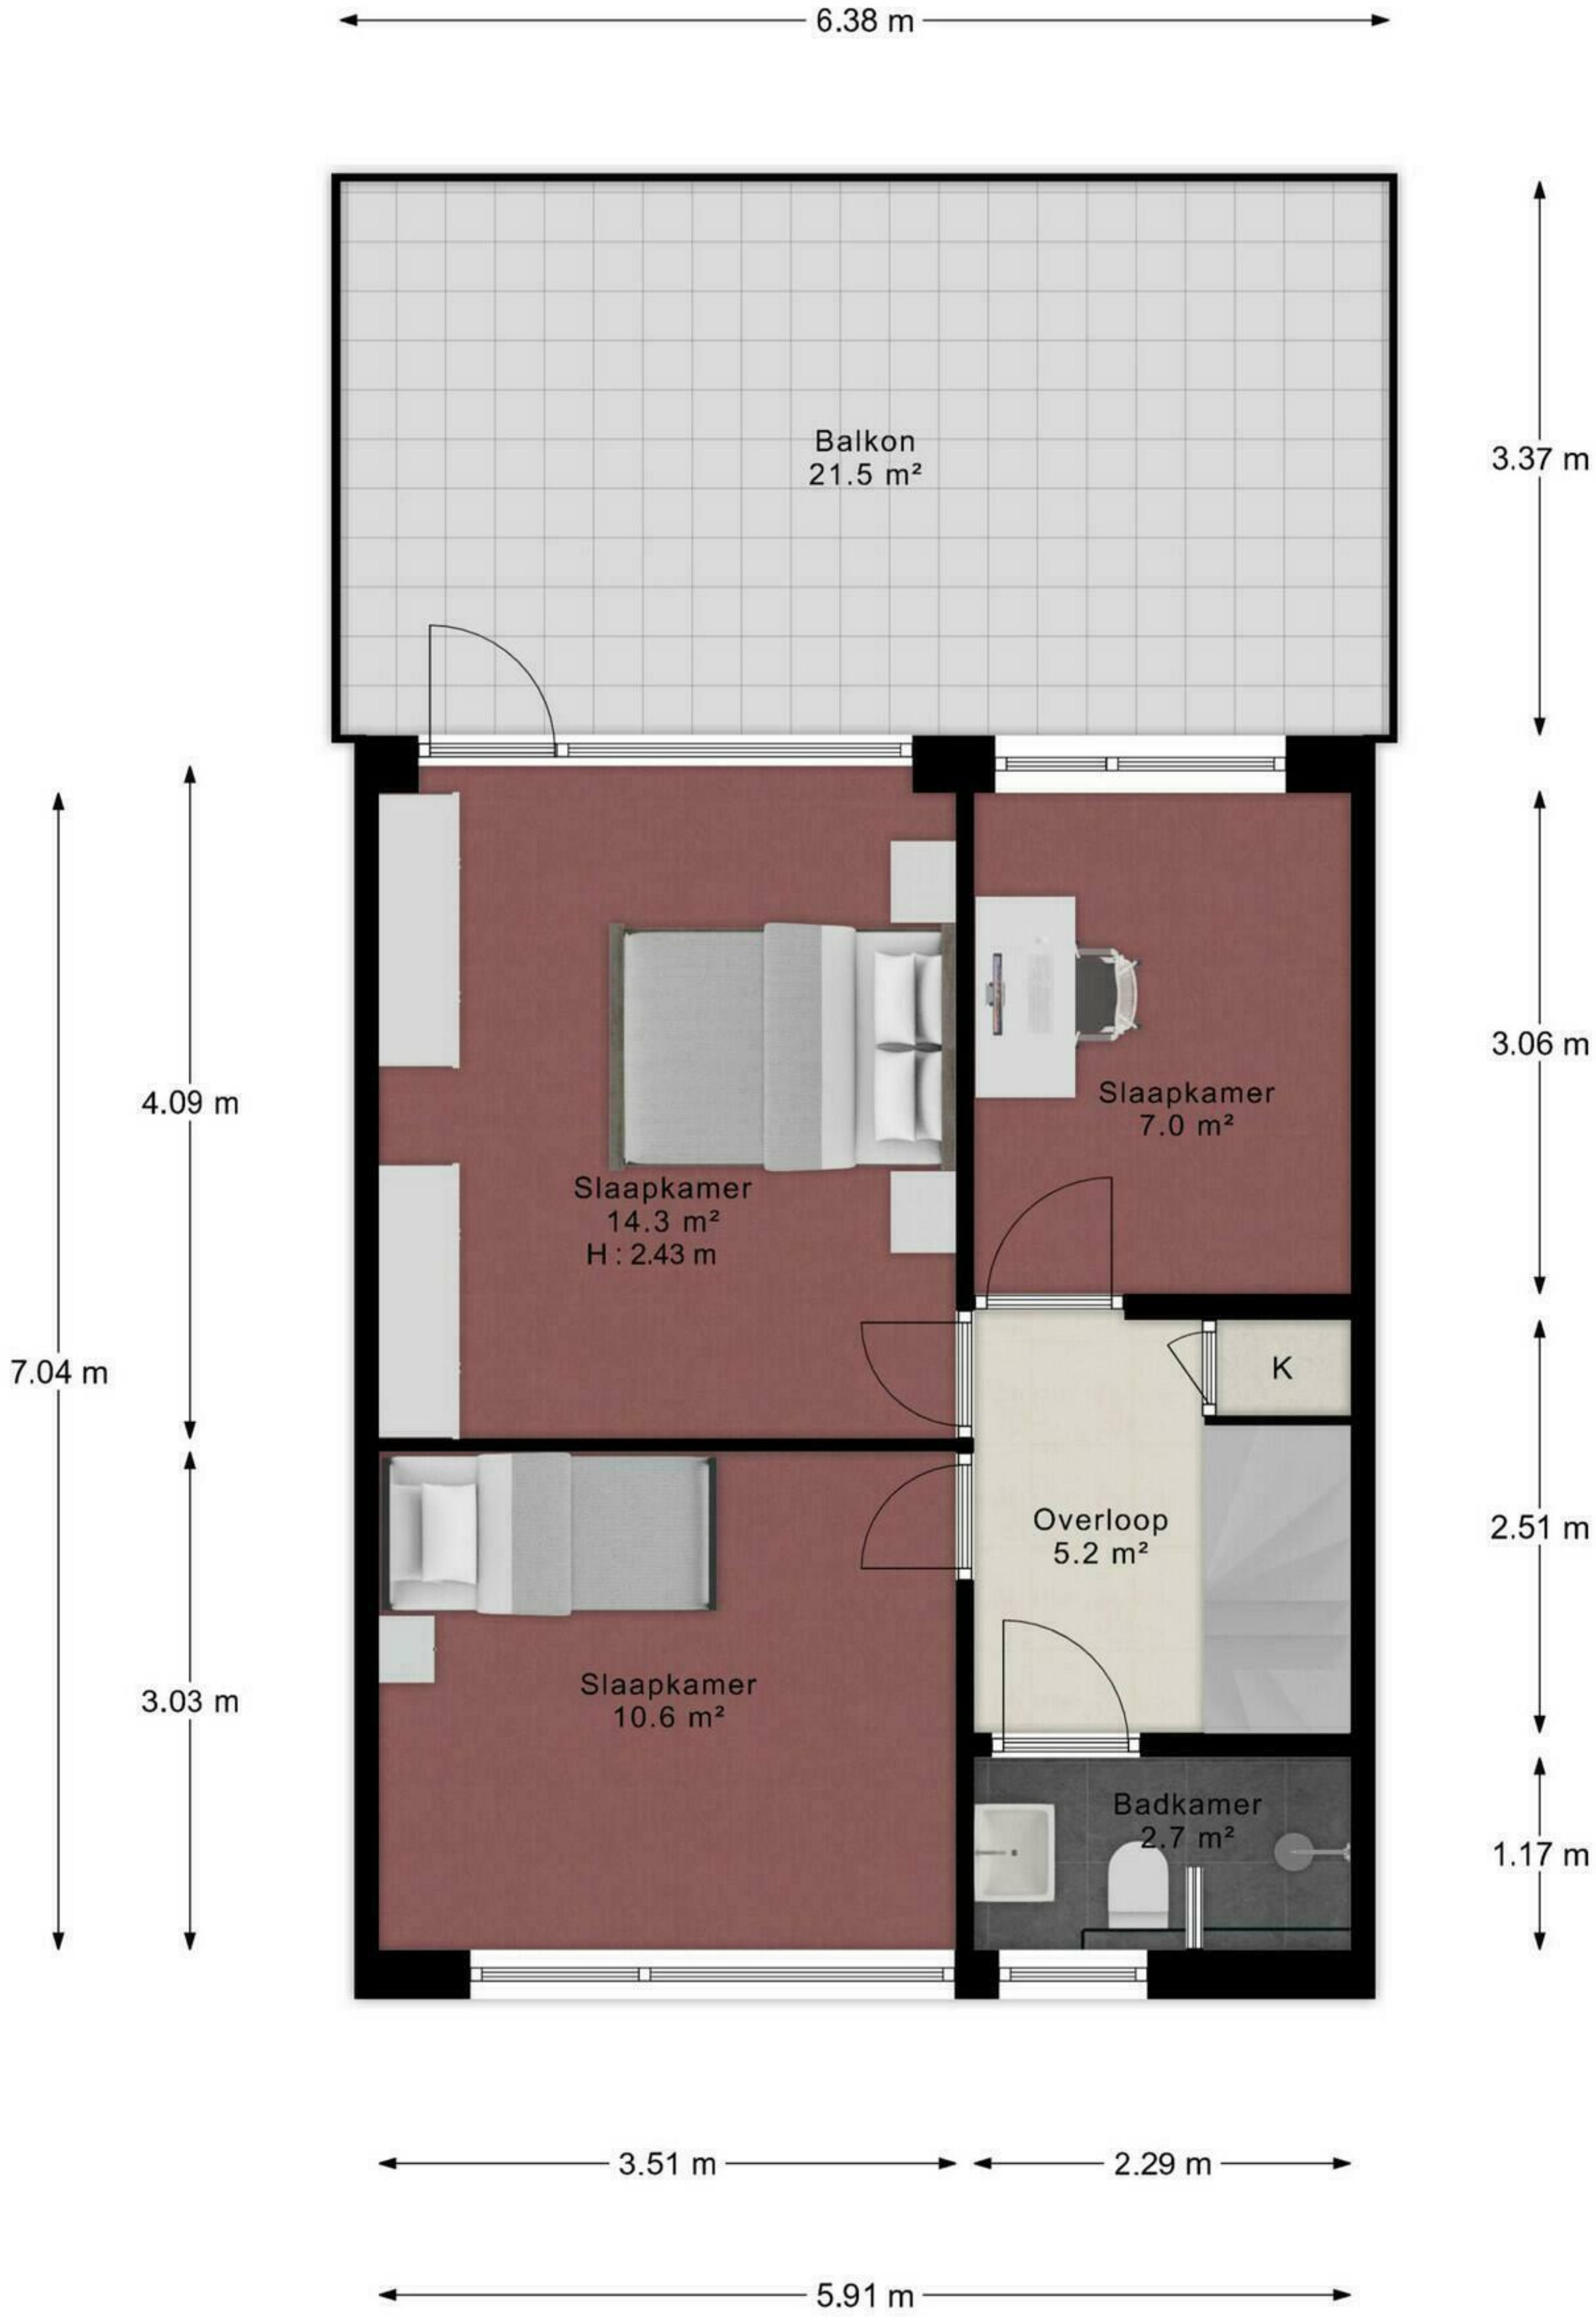 6.38 m
Balkon
21.5 m²
3.37 m
3.06 m
4.09 m
Slaapkamer
7.0 m²
Slaapkamer
14.3 m²
H : 2.43 m
7.04 m
K
Overloop
5.2 m²
2.51 m
Slaapkamer
10.6 m²
3.03 m
Badkamer
2.7 m²
1.17 m
3.51 m
2.29 m
5.91 m